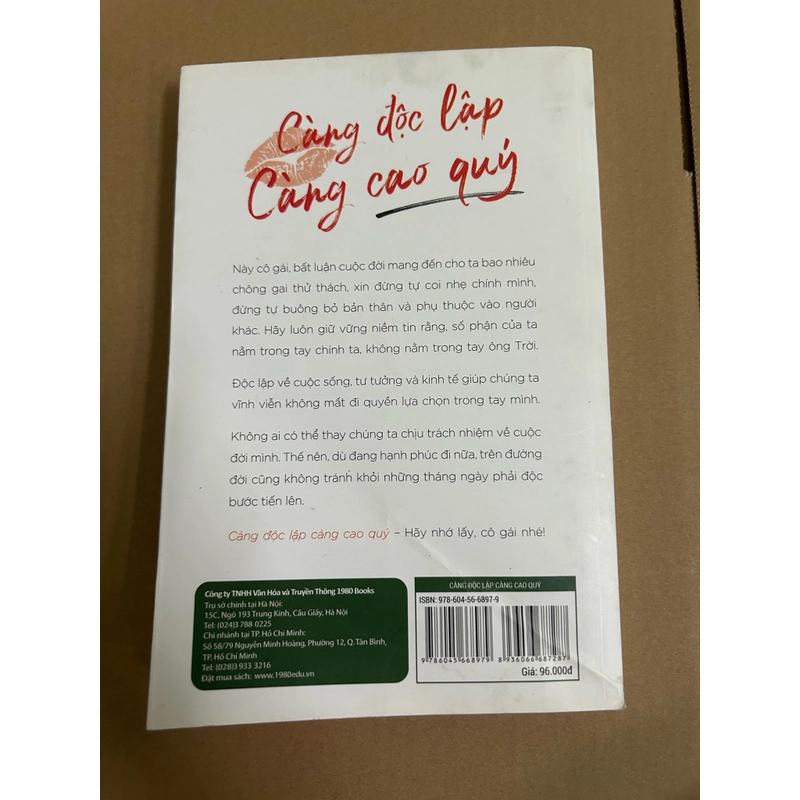 Càng độc lập
Càng cao quý
Này cô gái, bất luận cuộc đời mang đến cho ta bao nhiêu
chông gai thử thách, xin đừng tự coi nhẹ chính mình,
đừng tự buông bỏ bản thân và phụ thuộc vào người
khác. Hãy luôn giữ vững niềm tin rằng, số phận của ta
nằm trong tay chính ta, không nằm trong tay ông Trời.
Độc lập về cuộc sống, tư tưởng và kinh tế giúp chúng ta
vĩnh viễn không mất đi quyền lựa chọn trong tay mình.
Không ai có thể thay chúng ta chịu trách nhiệm về cuộc
đời mình. Thế nên, dù đang hạnh phúc đi nữa, trên đường
đời cũng không tránh khỏi những tháng ngày phải độc
bước tiến lên.
Càng độc lập càng cao quý – Hãy nhớ lấy, cô gái nhé!
Công ty TNHH Văn Hóa và Truyền Thông 1980 Books
Trụ sở chính tại Hà Nội:
15C, Ngõ 193 Trung Kính, Cầu Giấy, Hà Nội
Tel: (024)3 788 0225
Chi nhánh tại TP. Hồ Chí Minh:
Số 58/79 Nguyễn Minh Hoàng, Phường 12, Q. Tân Bình,
TP. Hồ Chí Minh
Tel: (028)3 933 3216
Đặt mua sách: www.1980edu.vn
CÀNG ĐỘC LẬP CÀNG CAO QUÝ
ISBN: 978-604-56-6897-9
9 786045 668979
8 936066 687287
Giá: 96.000đ